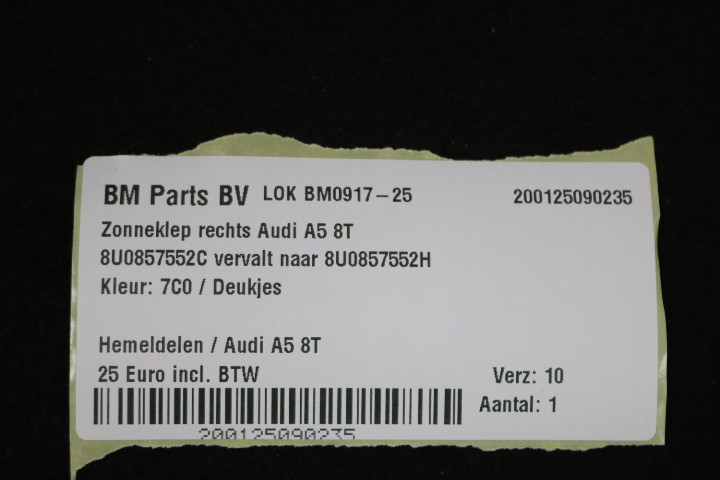 BM Parts BV LOK BM0917-25 200125090235
Zonneklep rechts Audi A5 8T
8U0857552C vervalt naar 8U0857552H
Kleur: 7C0 / Deukjes
Hemeldelen / Audi A5 8T
25 Euro incl. BTW Verz: 10
Aantal: 1
200125090235